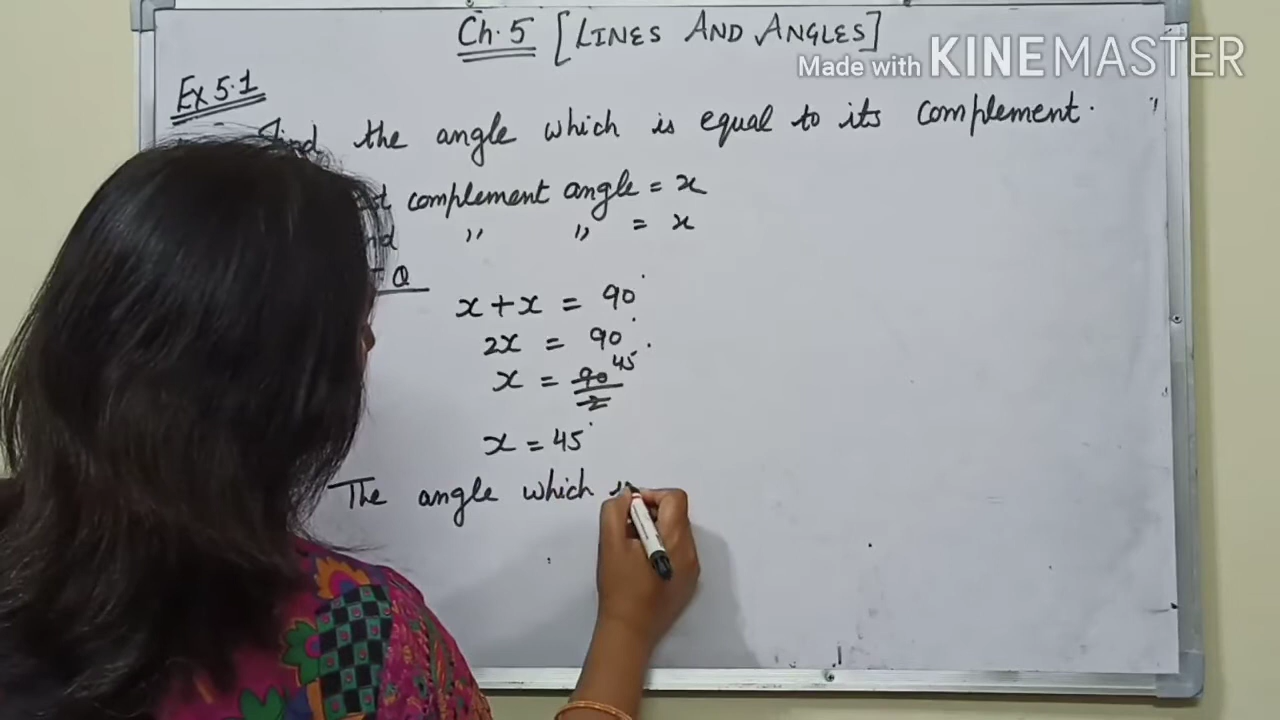 Ch. 5 [LINES AND ANGLES]
Made with KINEMASTER
Ex 5.1
Find the angle which is equal to its complement.
complement angle = x
" " = x
Q
x + x = 90°
2x = 90°
x = 90/2 45
x = 45°
The angle which